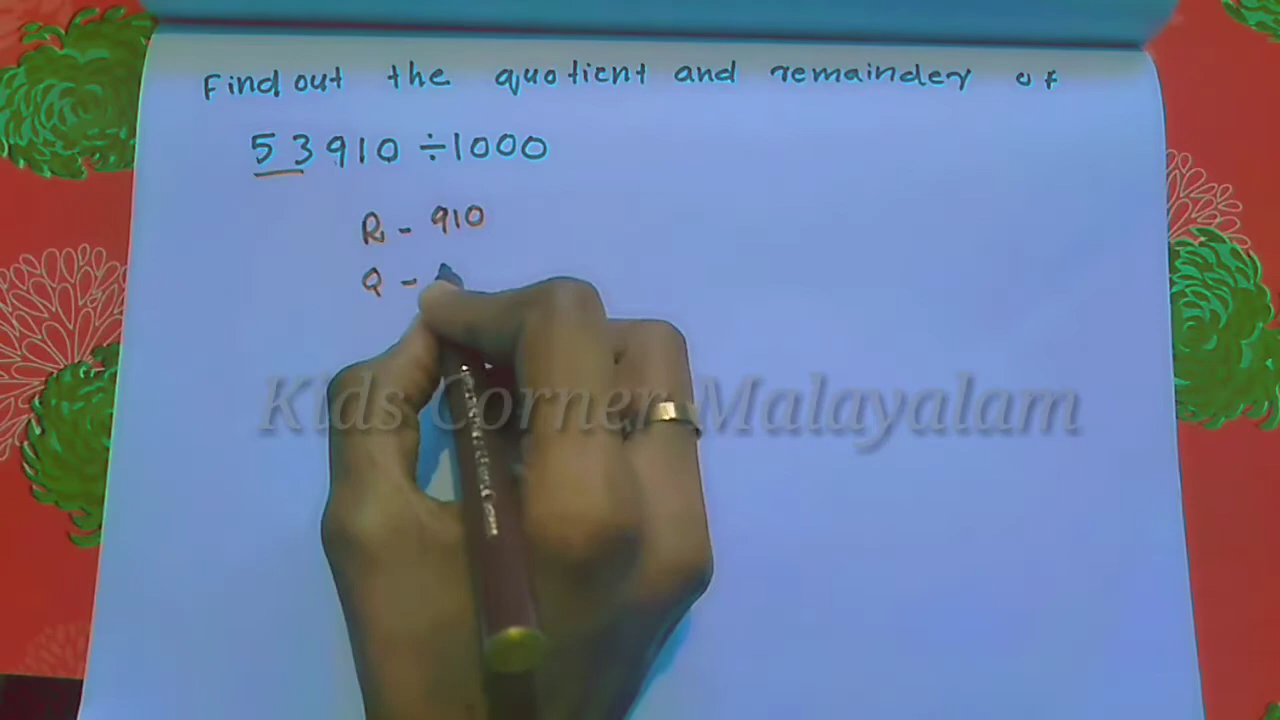 Find out the quotient and remainder of
53910 ÷ 1000
R - 910
Q -
Kids Corner Malayalam